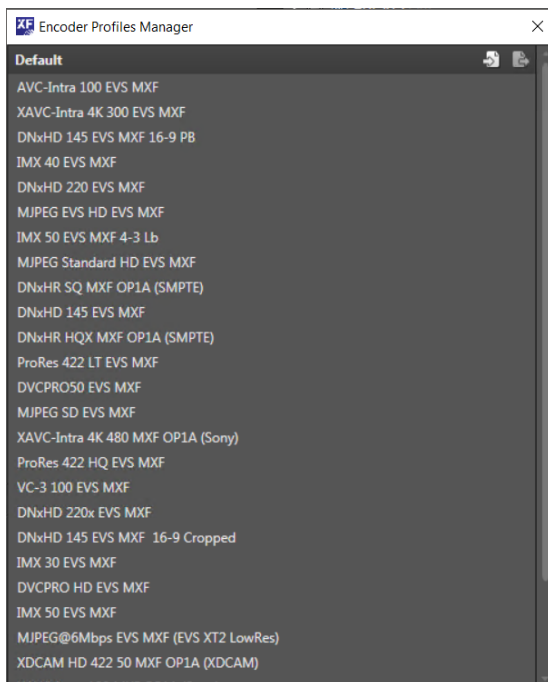 XF Encoder Profiles Manager
Default
AVC-Intra 100 EVS MXF
XAVC-Intra 4K 300 EVS MXF
DNxHD 145 EVS MXF 16-9 PB
IMX 40 EVS MXF
DNxHD 220 EVS MXF
MJPEG EVS HD EVS MXF
IMX 50 EVS MXF 4-3 Lb
MJPEG Standard HD EVS MXF
DNxHR SQ MXF OP1A (SMPTE)
DNxHD 145 EVS MXF
DNxHR HQX MXF OP1A (SMPTE)
ProRes 422 LT EVS MXF
DVCPRO50 EVS MXF
MJPEG SD EVS MXF
XAVC-Intra 4K 480 MXF OP1A (Sony)
ProRes 422 HQ EVS MXF
VC-3 100 EVS MXF
DNxHD 220x EVS MXF
DNxHD 145 EVS MXF  16-9 Cropped
IMX 30 EVS MXF
DVCPRO HD EVS MXF
IMX 50 EVS MXF
MJPEG@6Mbps EVS MXF (EVS XT2 LowRes)
XDCAM HD 422 50 MXF OP1A (XDCAM)